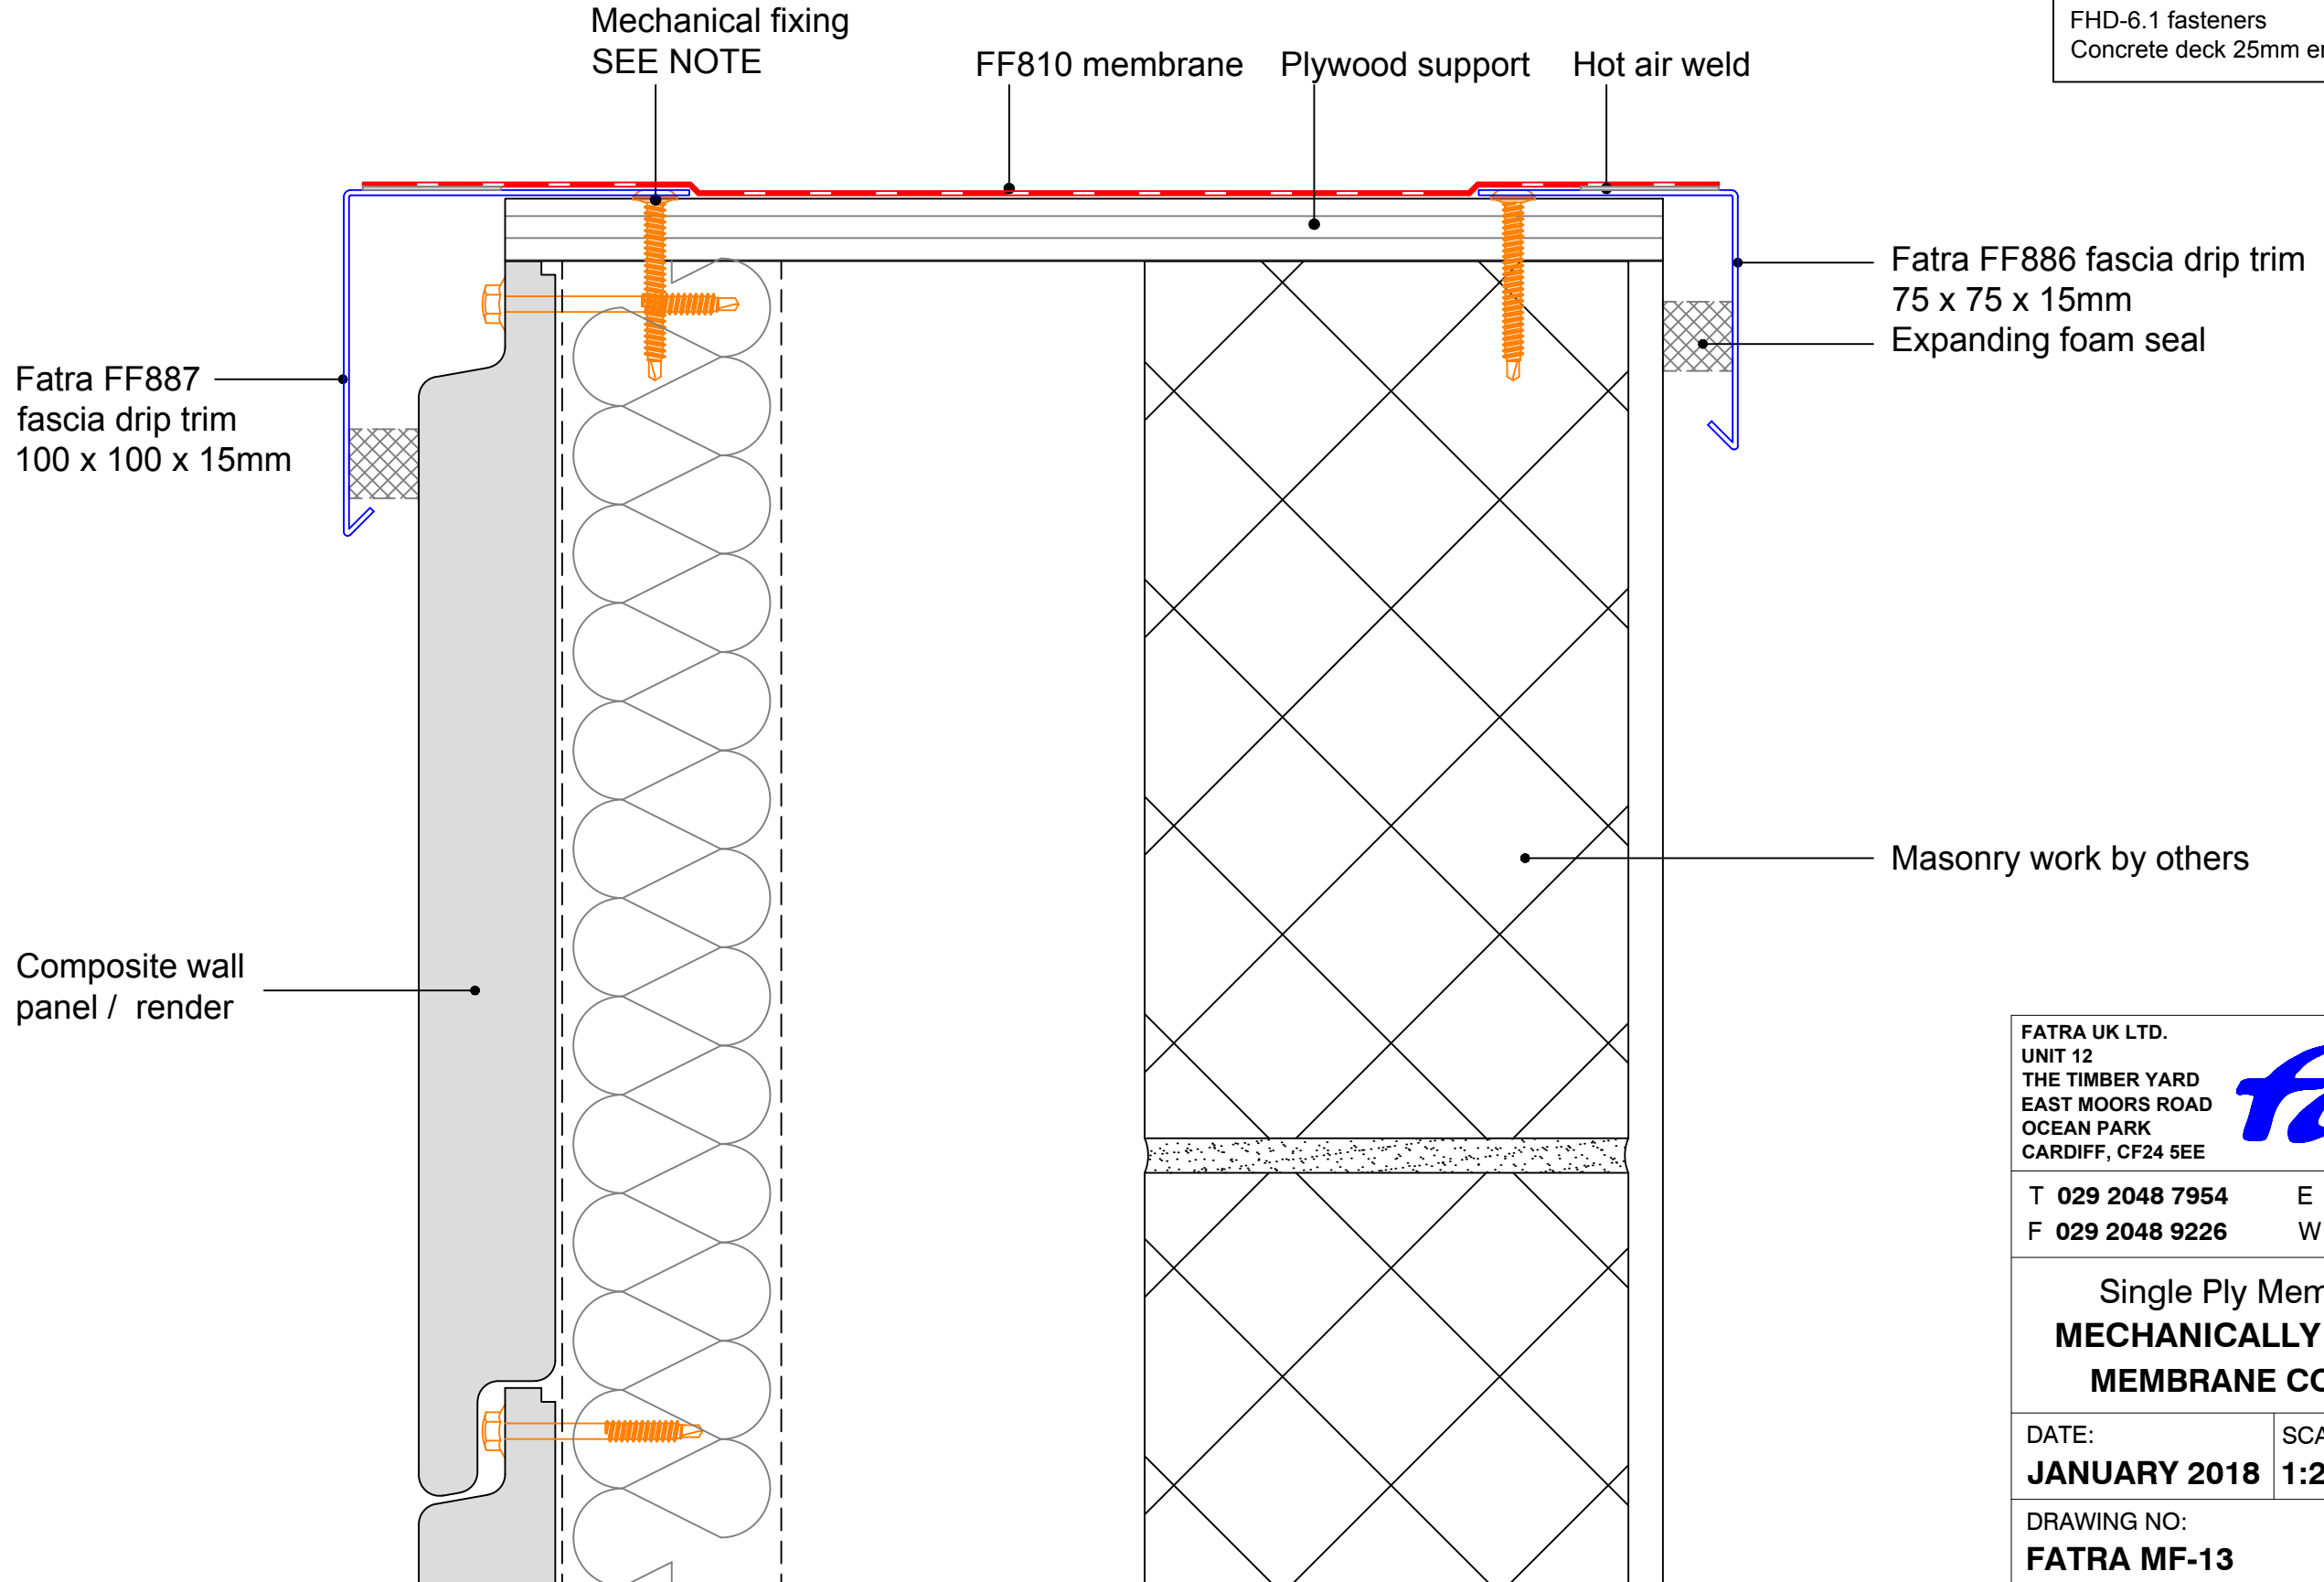 Mechanical fixing
SEE NOTE
FF810 membrane
Plywood support
Hot air weld
FHD-6.1 fasteners
Concrete deck 25mm
Fatra FF886 fascia drip trim
75 x 75 x 15mm
Expanding foam seal
Fatra FF887
fascia drip trim
100 x 100 x 15mm
Masonry work by others
Composite wall
panel / render
FATRA UK LTD.
UNIT 12
THE TIMBER YARD
EAST MOORS ROAD
OCEAN PARK
CARDIFF, CF24 5EE
T 029 2048 7954 E
F 029 2048 9226 W
Single Ply
MECHANICALLY
MEMBRANE
DATE:
JANUARY 2018
DRAWING NO:
FATRA MF-13